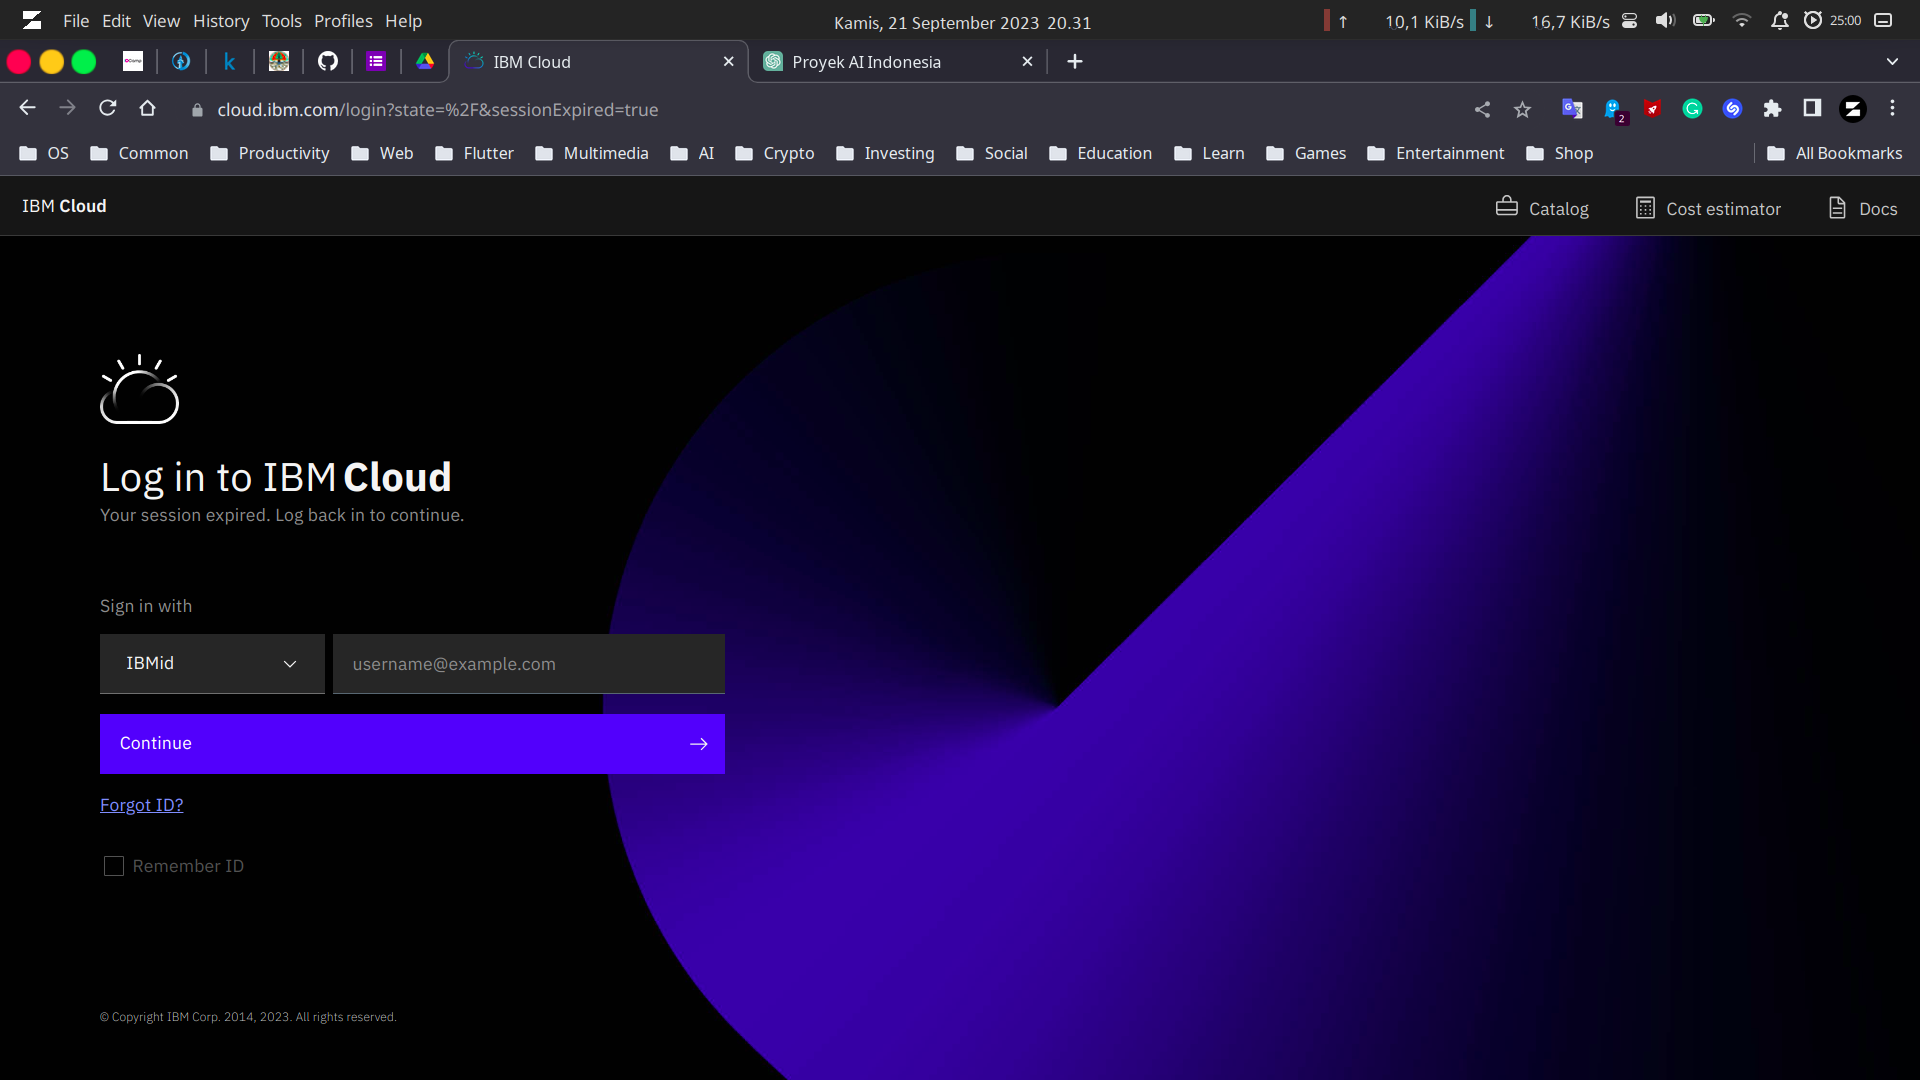 File Edit View History Tools Profiles Help
Kamis, 21 September 2023 20.31
↑ 10,1 KiB/s ↓ 16,7 KiB/s 25:00
IBM Cloud
Proyek AI Indonesia
cloud.ibm.com/login?state=%2F&sessionExpired=true
2
OS Common Productivity Web Flutter Multimedia AI Crypto Investing Social Education Learn Games Entertainment Shop All Bookmarks
IBM Cloud
Catalog
Cost estimator
Docs
Log in to IBM Cloud
Your session expired. Log back in to continue.
Sign in with
IBMid
username@example.com
Continue
Forgot ID?
Remember ID
© Copyright IBM Corp. 2014, 2023. All rights reserved.